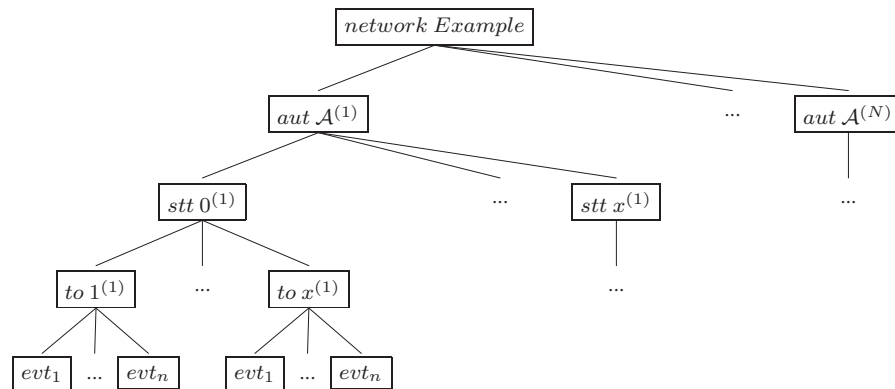 network Example
aut 𝒜⁽¹⁾ ... aut 𝒜⁽ᴺ⁾
stt 0⁽¹⁾ ... stt x⁽¹⁾ ...
to 1⁽¹⁾ ... to x⁽¹⁾ ...
evt₁ ... evtₙ evt₁ ... evtₙ